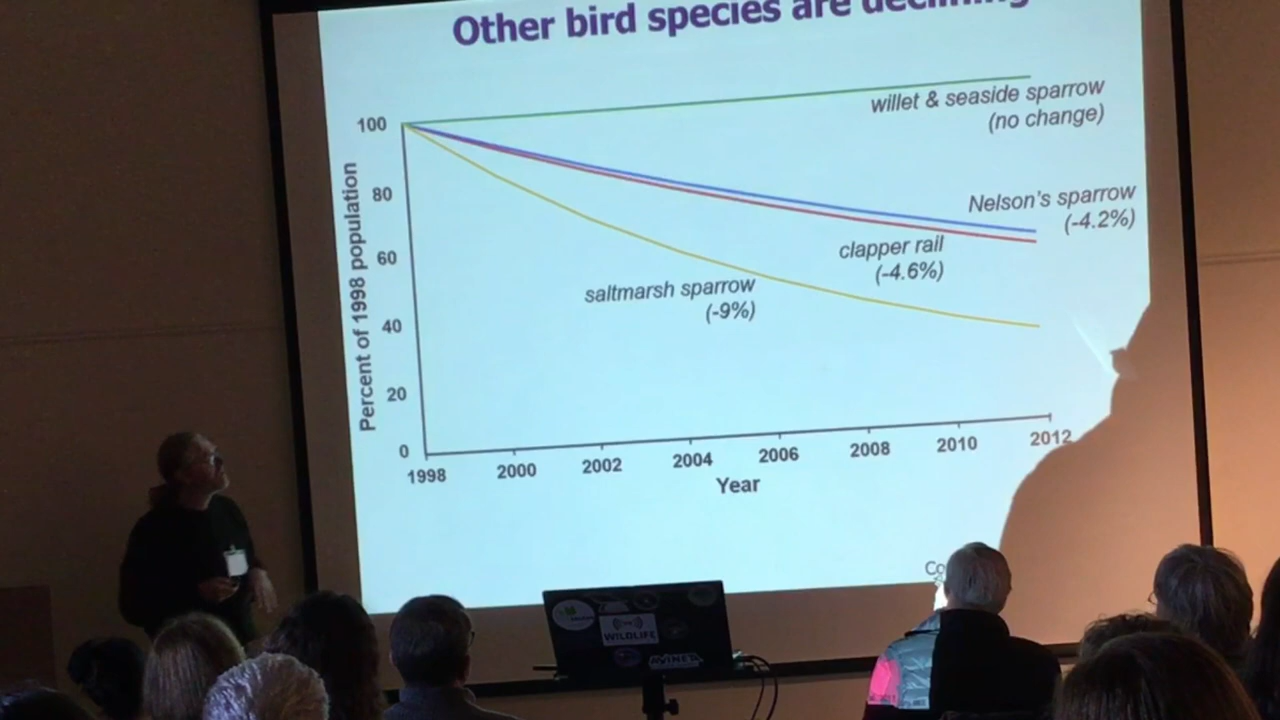 Other bird species are declining
willet & seaside sparrow
(no change)
100
80
60
40
20
0
Percent of 1998 population
Nelson's sparrow
(-4.2%)
clapper rail
(-4.6%)
saltmarsh sparrow
(-9%)
1998 2000 2002 2004 2006 2008 2010 2012
Year
Co
WILDLIFE